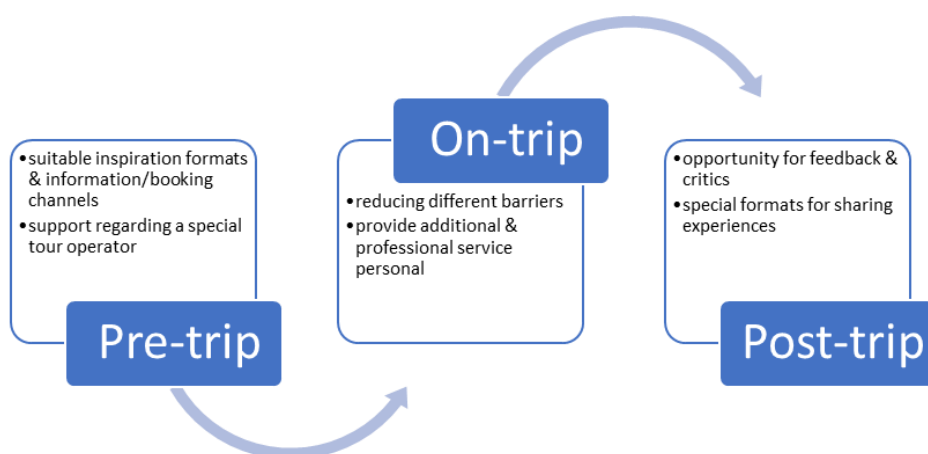 •suitable inspiration formats
& information/booking
channels
•support regarding a special
tour operator
Pre-trip
On-trip
•reducing different barriers
•provide additional &
professional service
personal
•opportunity for feedback &
critics
•special formats for sharing
experiences
Post-trip